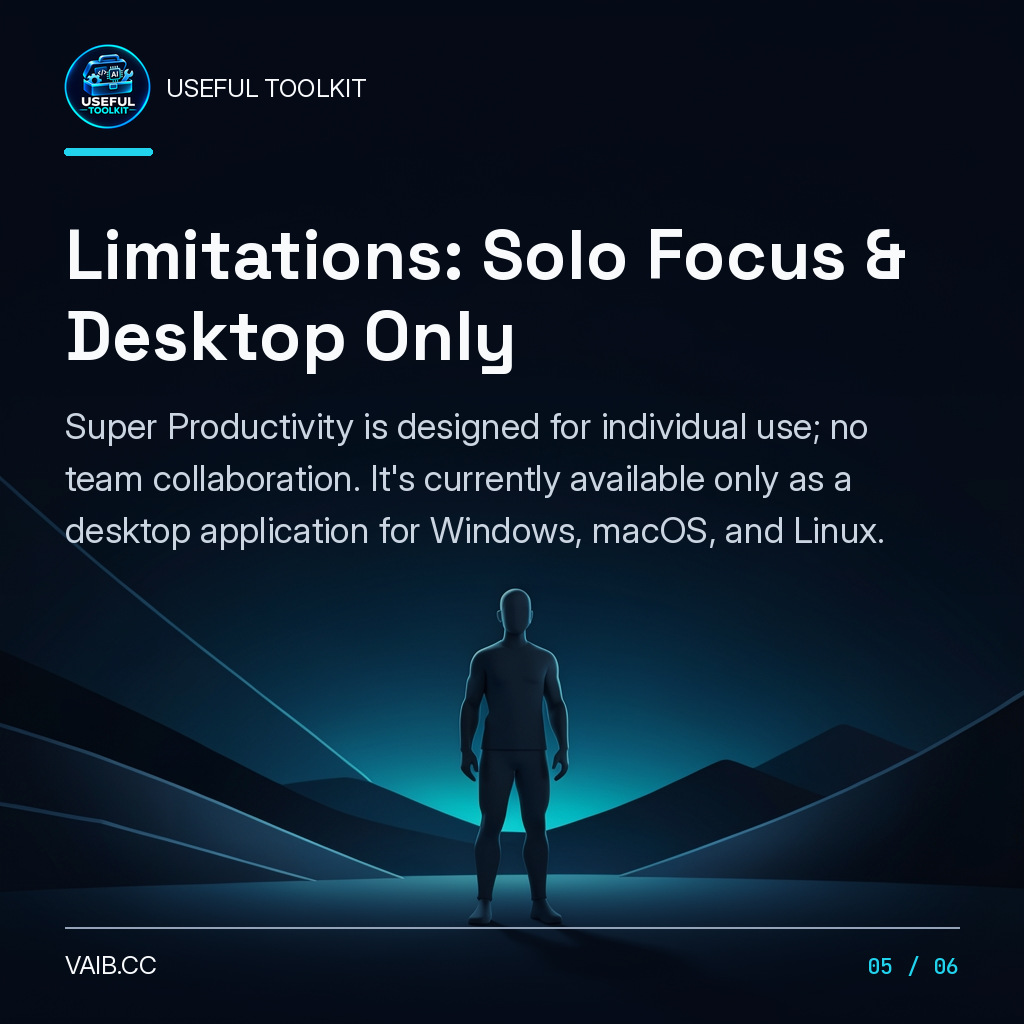 </> AI
USEFUL
TOOLKIT
USEFUL TOOLKIT
Limitations: Solo Focus &
Desktop Only
Super Productivity is designed for individual use; no
team collaboration. It's currently available only as a
desktop application for Windows, macOS, and Linux.
VAIB.CC
05 / 06